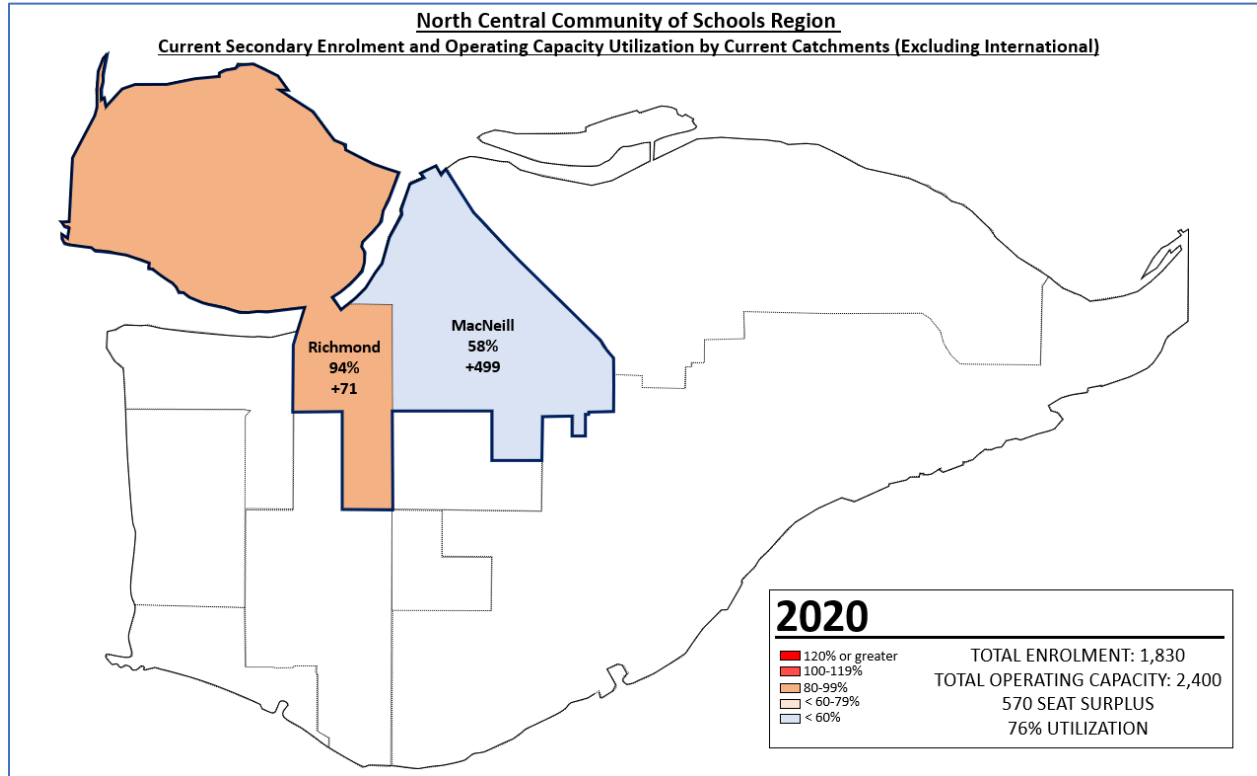 North Central Community of Schools Region
Current Secondary Enrolment and Operating Capacity Utilization by Current Catchments (Excluding International)
Richmond
94%
+71
MacNeill
58%
+499
2020
120% or greater
100-119%
80-99%
< 60-79%
< 60%
TOTAL ENROLMENT: 1,830
TOTAL OPERATING CAPACITY: 2,400
570 SEAT SURPLUS
76% UTILIZATION